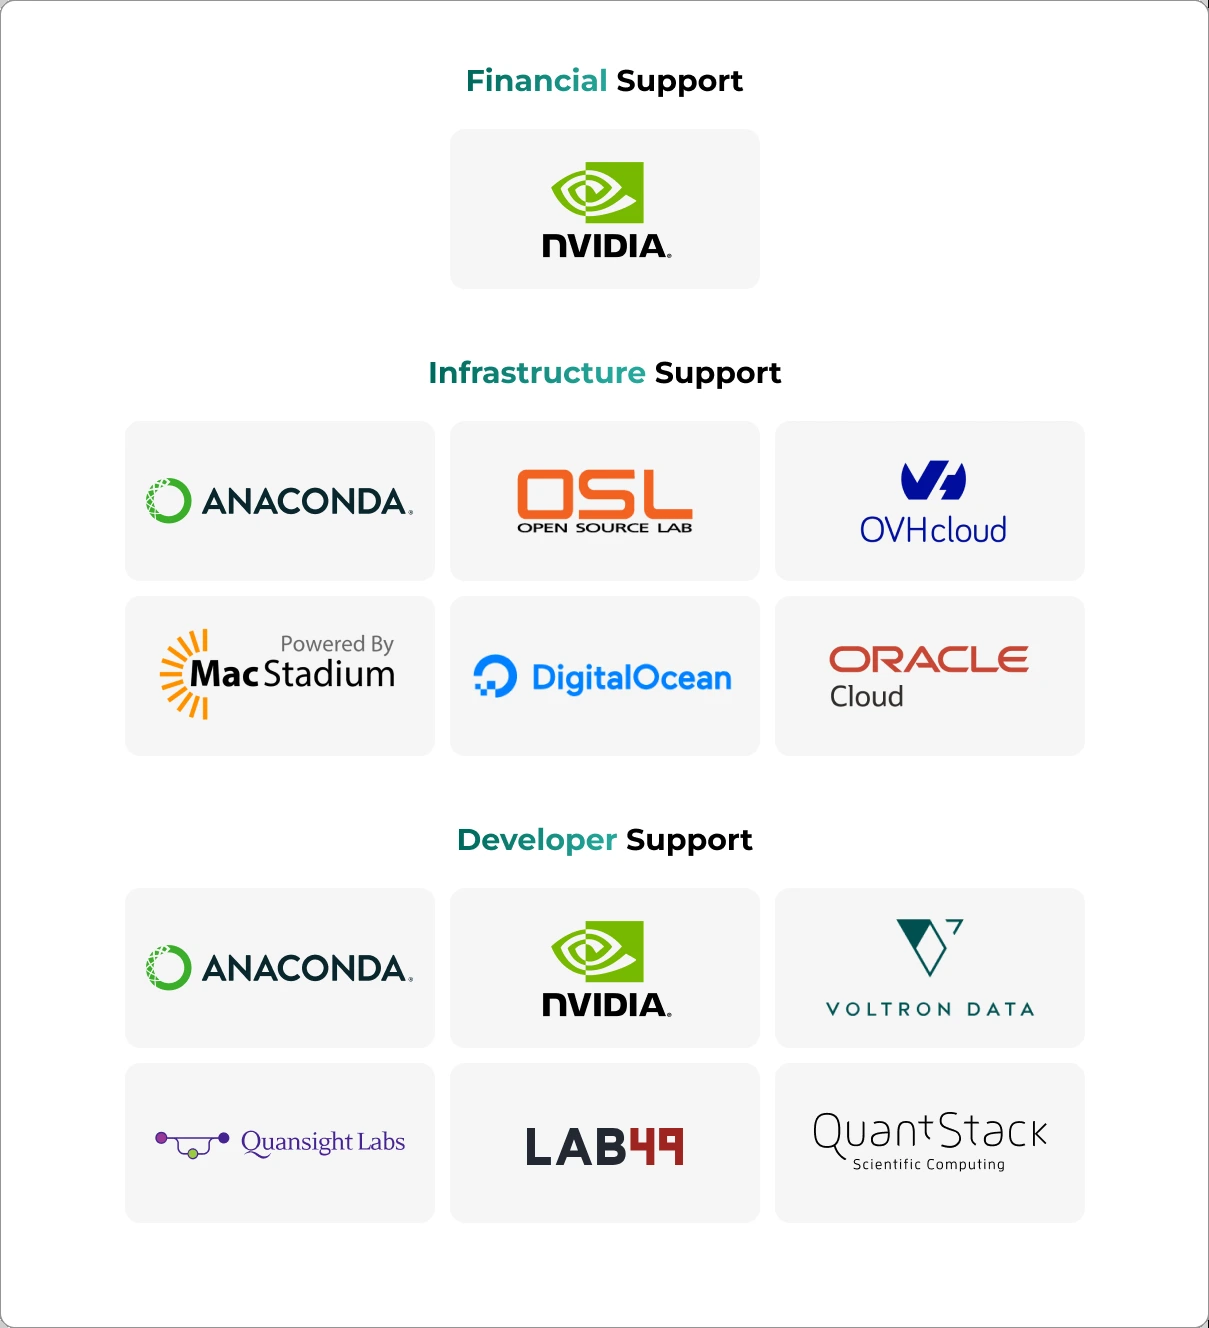 Financial Support
NVIDIA®
Infrastructure Support
ANACONDA®
OSL
OPEN SOURCE LAB
OVHcloud
Powered By
MacStadium
DigitalOcean
ORACLE
Cloud
Developer Support
ANACONDA®
NVIDIA®
VOLTRON DATA
Quansight Labs
LAB49
QuantStack
Scientific Computing